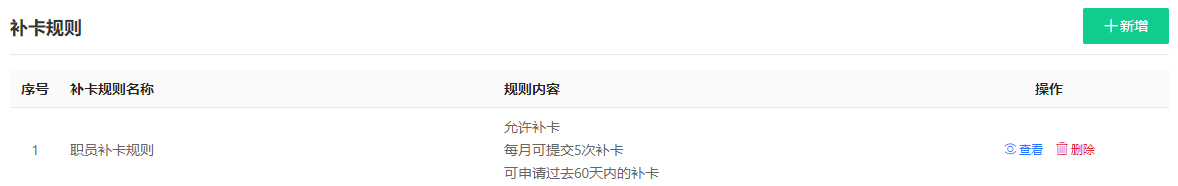 补卡规则
新增
序号 补卡规则名称 规则内容 操作
允许补卡
1 职员补卡规则 每月可提交5次补卡 查看 删除
可申请过去60天内的补卡